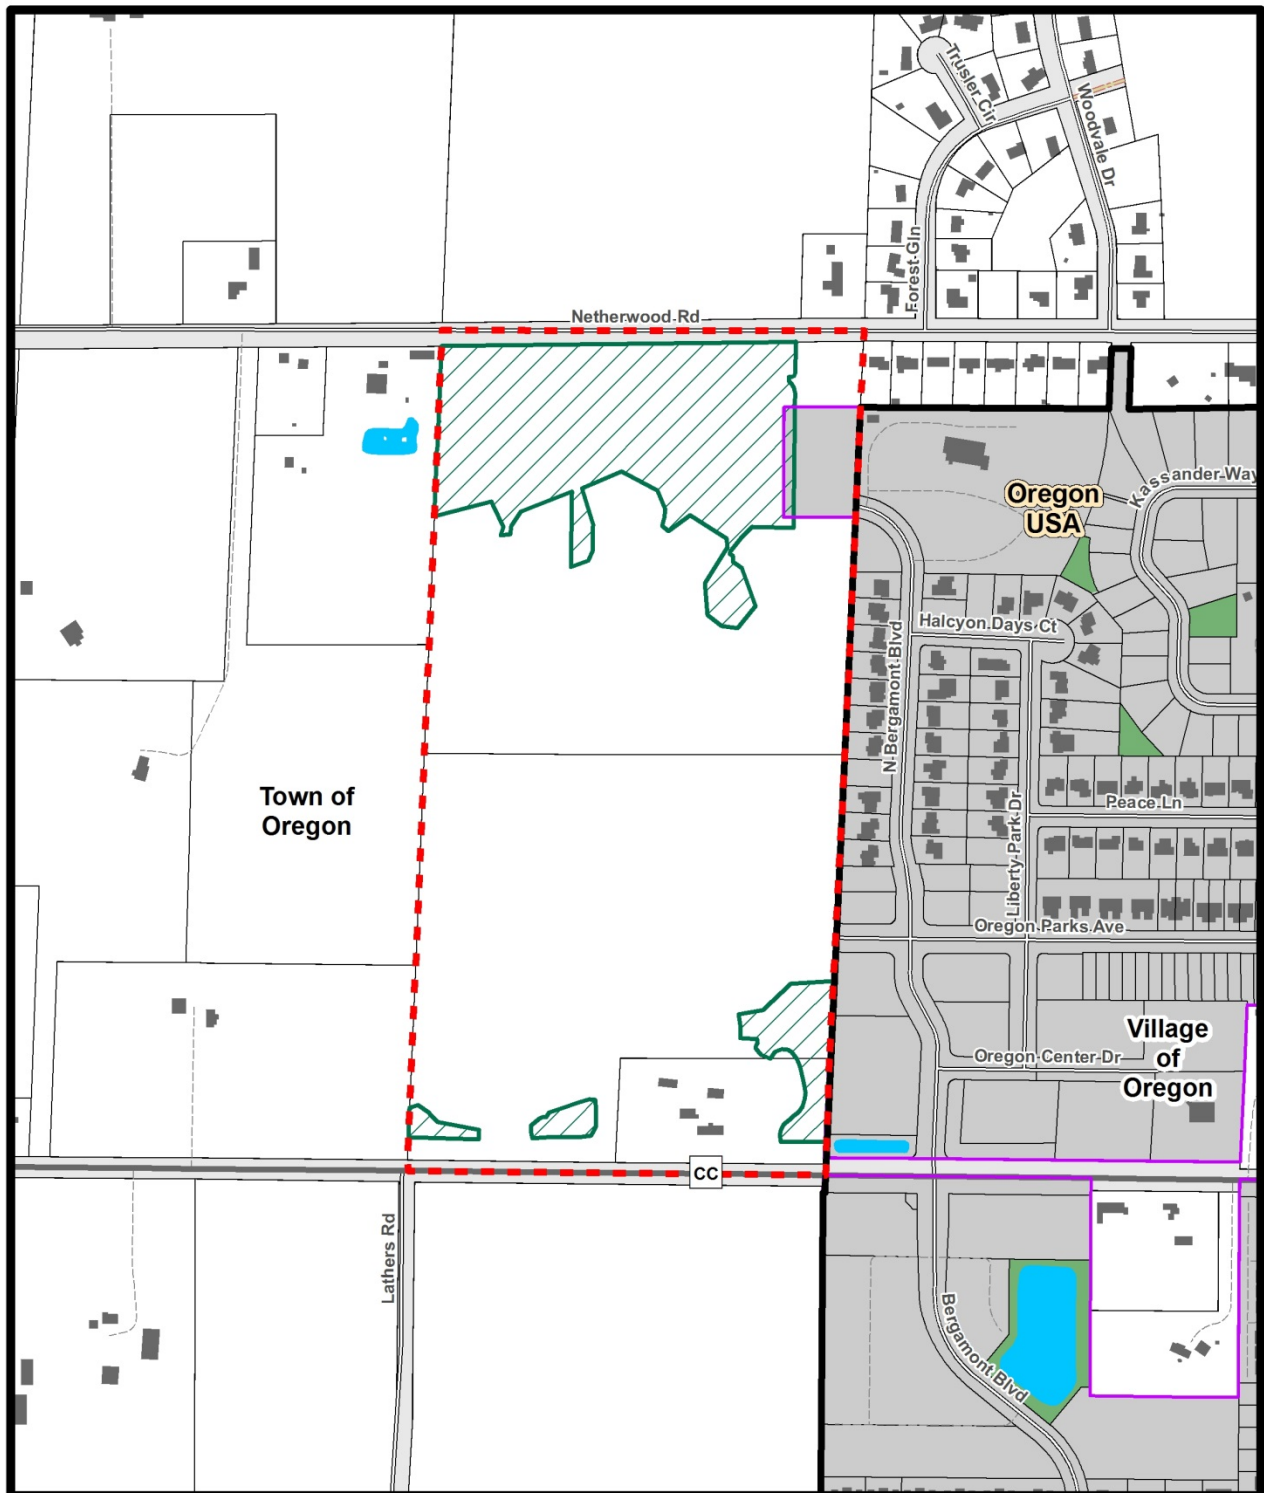 Trusler Cir
Woodvale Dr
Forest Gln
Netherwood Rd
Oregon
USA
Kassander Way
Halcyon Days Ct
N Bergamont Blvd
Town of
Oregon
Liberty Park Dr
Peace Ln
Oregon Parks Ave
Village
of
Oregon
Oregon Center Dr
CC
Lathers Rd
Bergamont Blvd